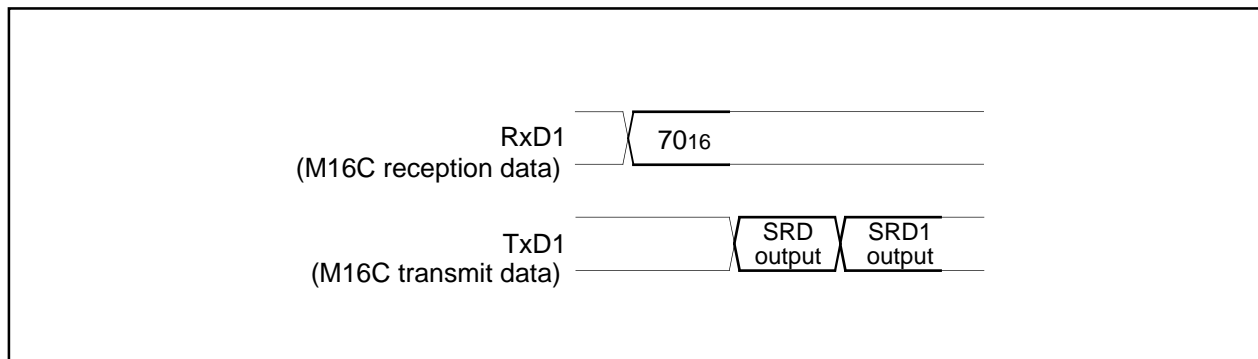 RxD1
(M16C reception data)
7016
TxD1
(M16C transmit data)
SRD
output
SRD1
output